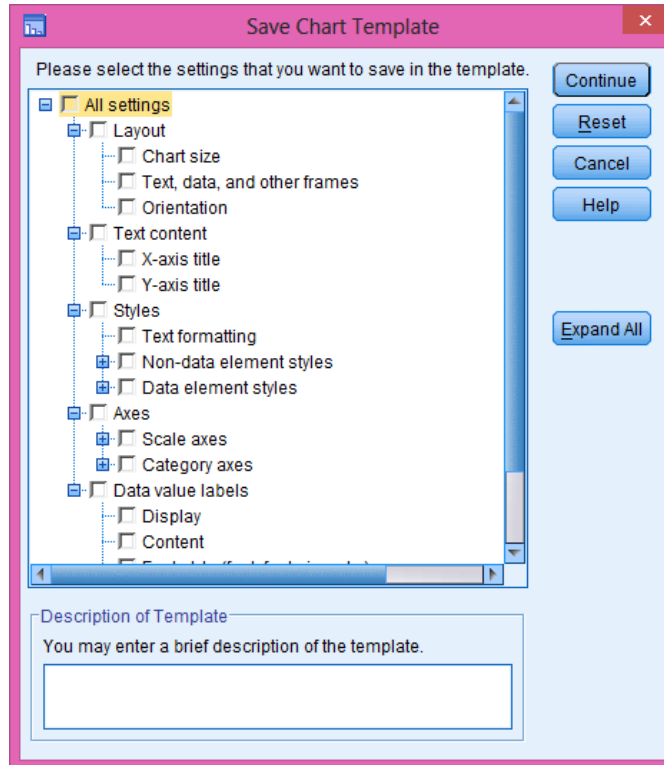 Save Chart Template
Please select the settings that you want to save in the template.
All settings
Layout
Chart size
Text, data, and other frames
Orientation
Text content
X-axis title
Y-axis title
Styles
Text formatting
Non-data element styles
Data element styles
Axes
Scale axes
Category axes
Data value labels
Display
Content
Continue
Reset
Cancel
Help
Expand All
Description of Template
You may enter a brief description of the template.